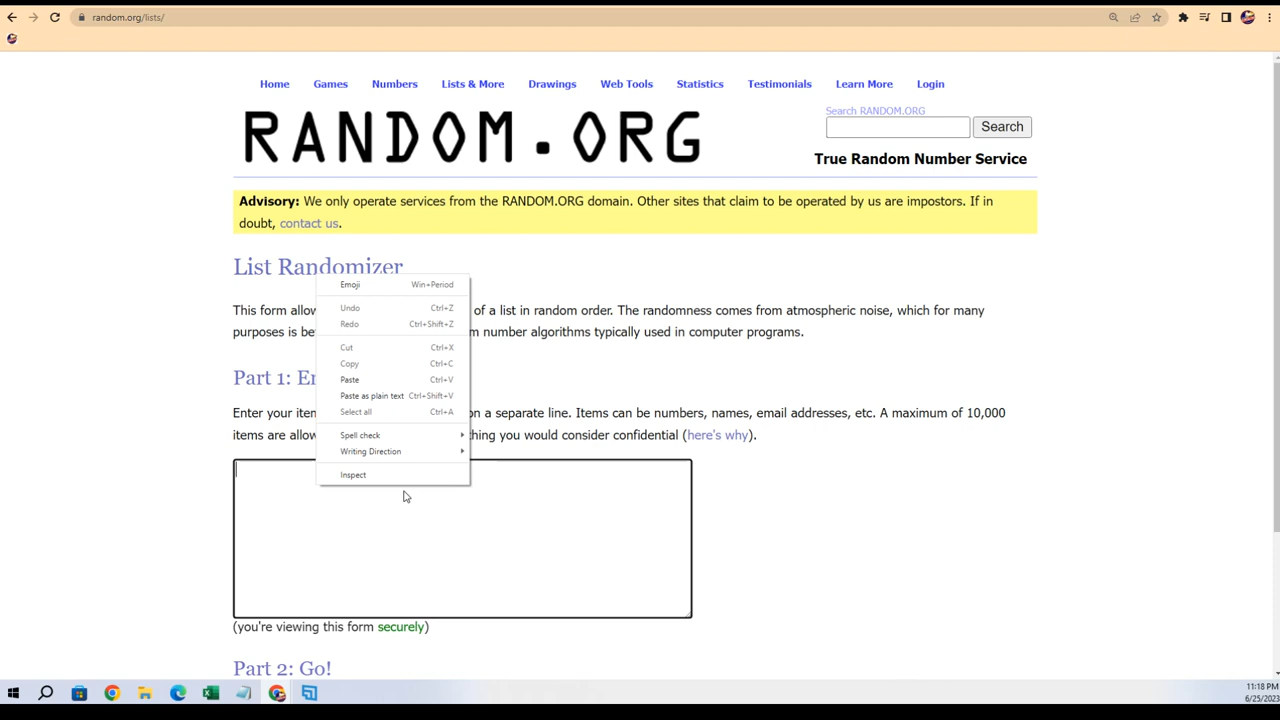 random.org/lists/
Home Games Numbers Lists & More Drawings Web Tools Statistics Testimonials Learn More Login
RANDOM.ORG
Search RANDOM.ORG
Search
True Random Number Service
Advisory: We only operate services from the RANDOM.ORG domain. Other sites that claim to be operated by us are impostors. If in
doubt, contact us.
List Randomizer
Emoji Win+Period
This form allow of a list in random order. The randomness comes from atmospheric noise, which for many
Undo Ctrl+Z
Redo Ctrl+Shift+Z
purposes is number algorithms typically used in computer programs.
Cut Ctrl+X
Copy Ctrl+C
Part 1:
Paste Ctrl+V
Paste as plain text Ctrl+Shift+V
Select all Ctrl+A
Enter your on a separate line. Items can be numbers, names, email addresses, etc. A maximum of 10,000
items are you would consider confidential (here's why).
Spell check
Writing Direction
Inspect
(you're viewing this form securely)
Part 2: Go!
11:18 PM
6/25/2023